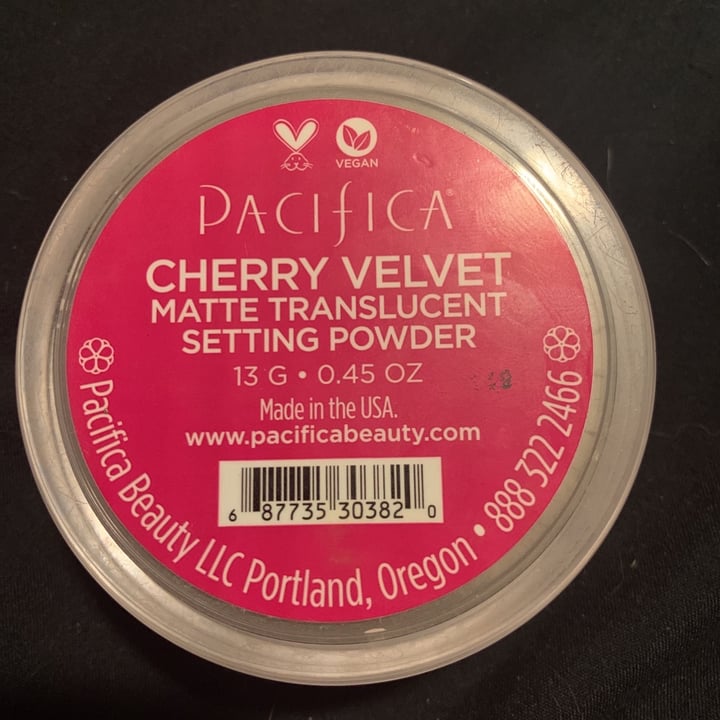 VEGAN
PACIFICA®
CHERRY VELVET
MATTE TRANSLUCENT
SETTING POWDER
13 G • 0.45 OZ
Made in the USA.
www.pacificabeauty.com
6 87735 30382 0
Pacifica Beauty LLC Portland, Oregon • 888 322 2466